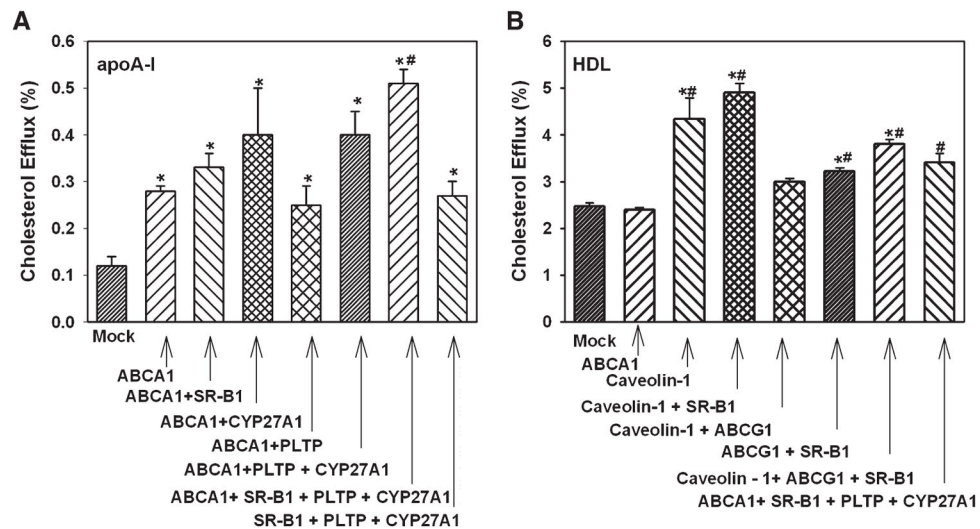 A
Cholesterol Efflux (%)
0.6
0.5
0.4
0.3
0.2
0.1
0.0
apoA-I
*
*
*
*
*
*#
*
Mock
ABCA1
ABCA1+SR-B1
ABCA1+CYP27A1
ABCA1+PLTP
ABCA1+PLTP + CYP27A1
ABCA1+ SR-B1 + PLTP + CYP27A1
SR-B1 + PLTP + CYP27A1
B
Cholesterol Efflux (%)
6
5
4
3
2
1
0
HDL
*#
*#
*#
*#
#
Mock
ABCA1
Caveolin-1
Caveolin-1 + SR-B1
Caveolin-1 + ABCG1
ABCG1 + SR-B1
Caveolin - 1+ ABCG1 + SR-B1
ABCA1+ SR-B1 + PLTP + CYP27A1